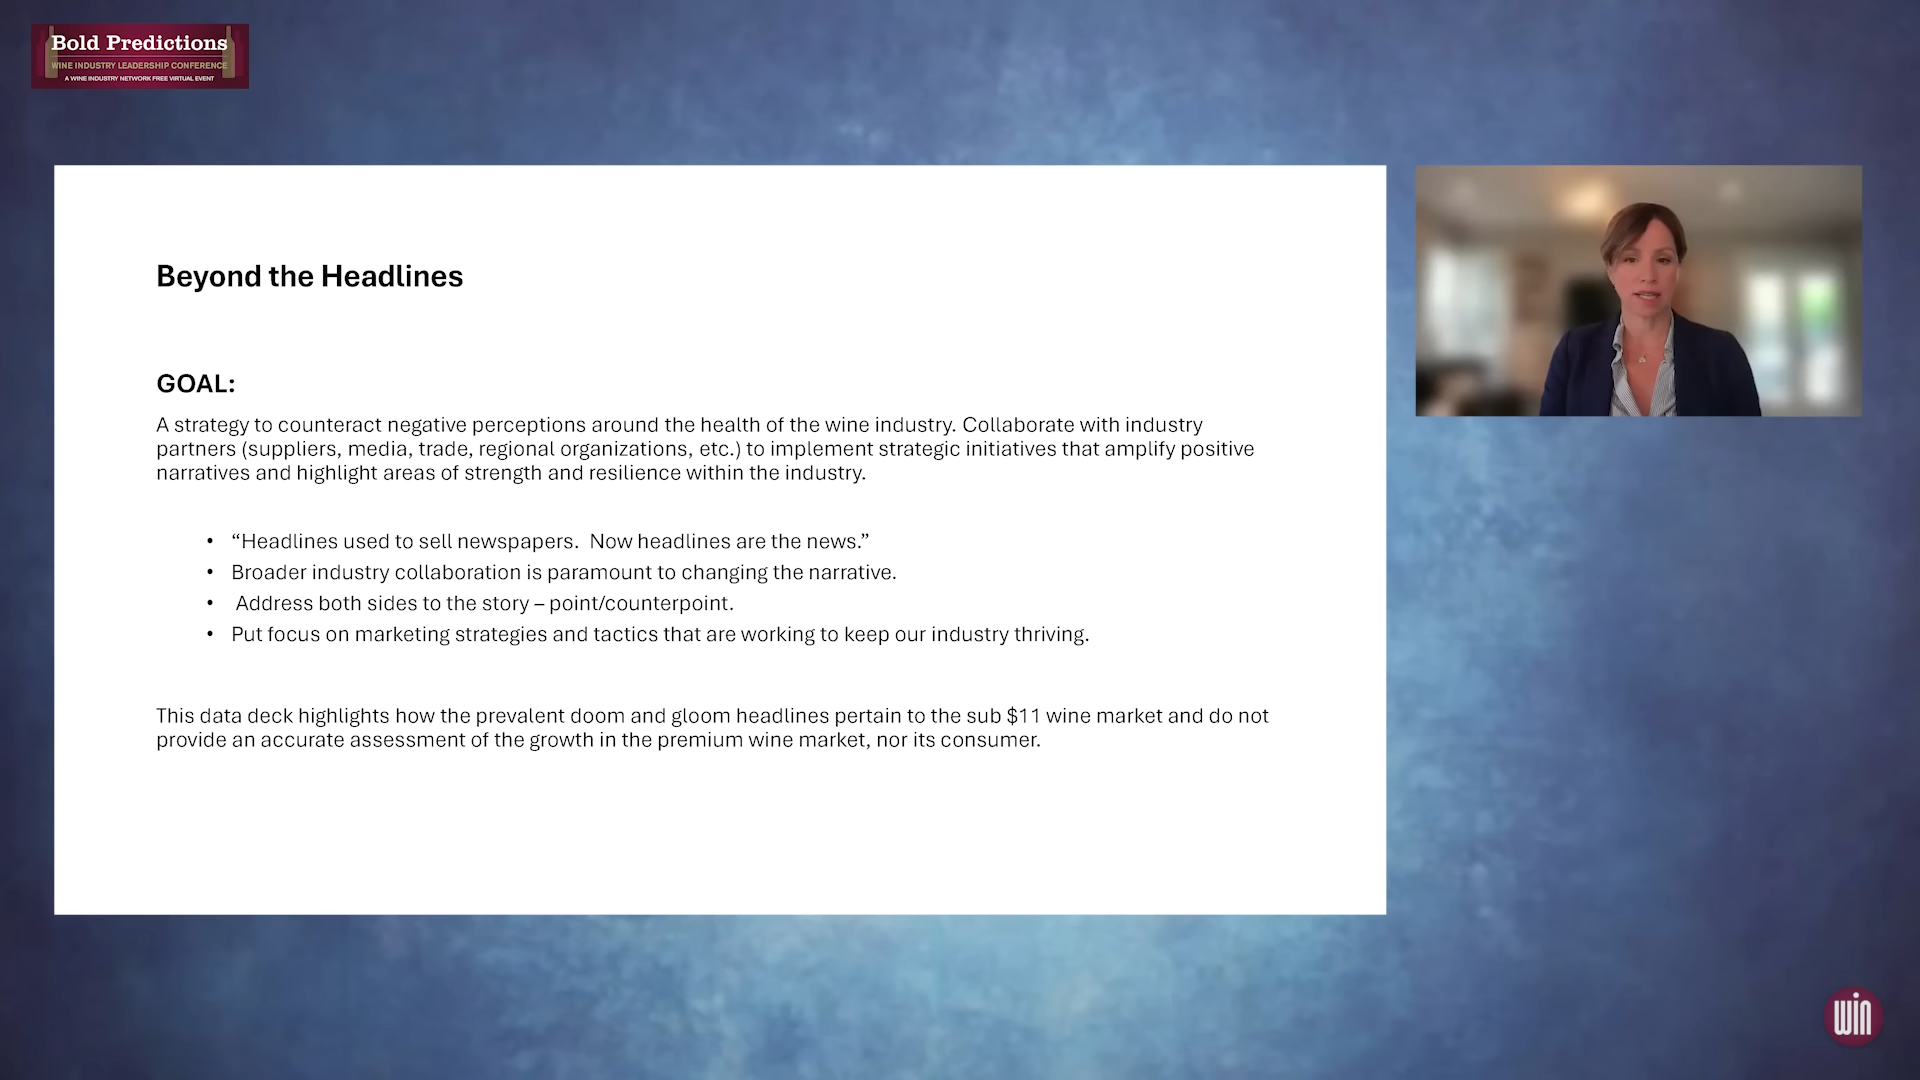 Bold Predictions
WINE INDUSTRY LEADERSHIP CONFERENCE
A WINE INDUSTRY NETWORK FREE VIRTUAL EVENT
Beyond the Headlines
GOAL:
A strategy to counteract negative perceptions around the health of the wine industry. Collaborate with industry
partners (suppliers, media, trade, regional organizations, etc.) to implement strategic initiatives that amplify positive
narratives and highlight areas of strength and resilience within the industry.
• “Headlines used to sell newspapers.  Now headlines are the news.”
• Broader industry collaboration is paramount to changing the narrative.
• Address both sides to the story – point/counterpoint.
• Put focus on marketing strategies and tactics that are working to keep our industry thriving.
This data deck highlights how the prevalent doom and gloom headlines pertain to the sub $11 wine market and do not
provide an accurate assessment of the growth in the premium wine market, nor its consumer.
win